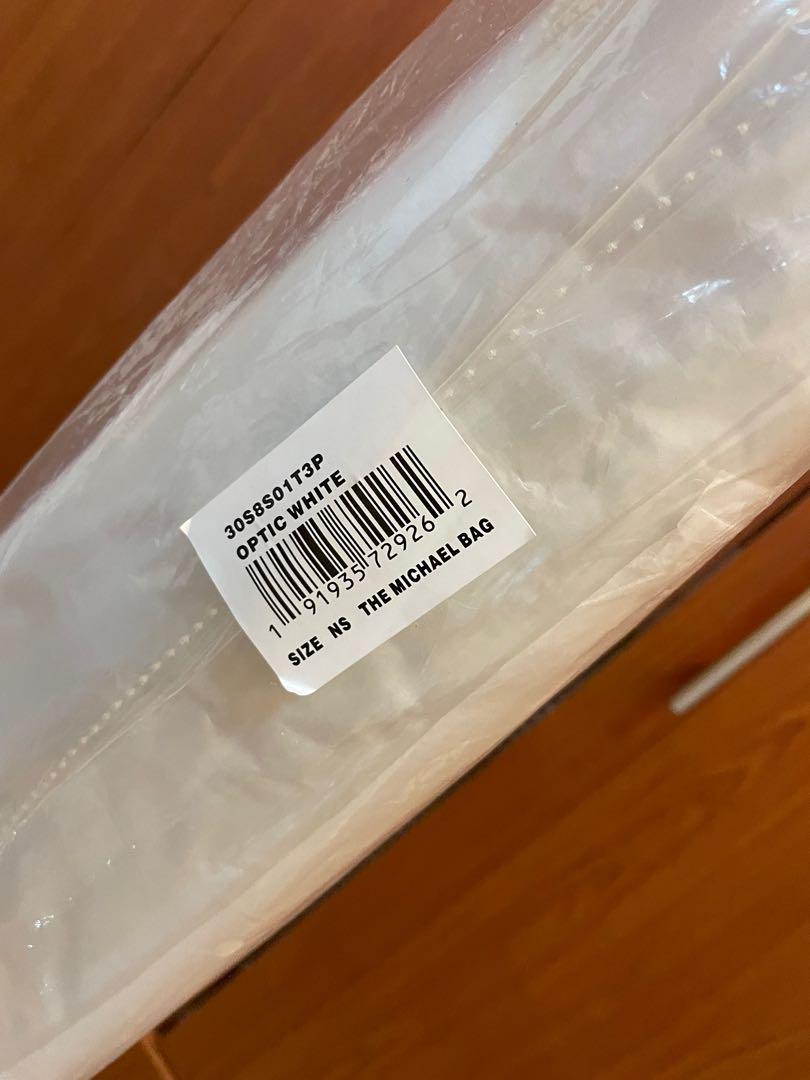 30S8S01T3P
OPTIC WHITE
1 91935 72926 2
SIZE NS THE MICHAEL BAG